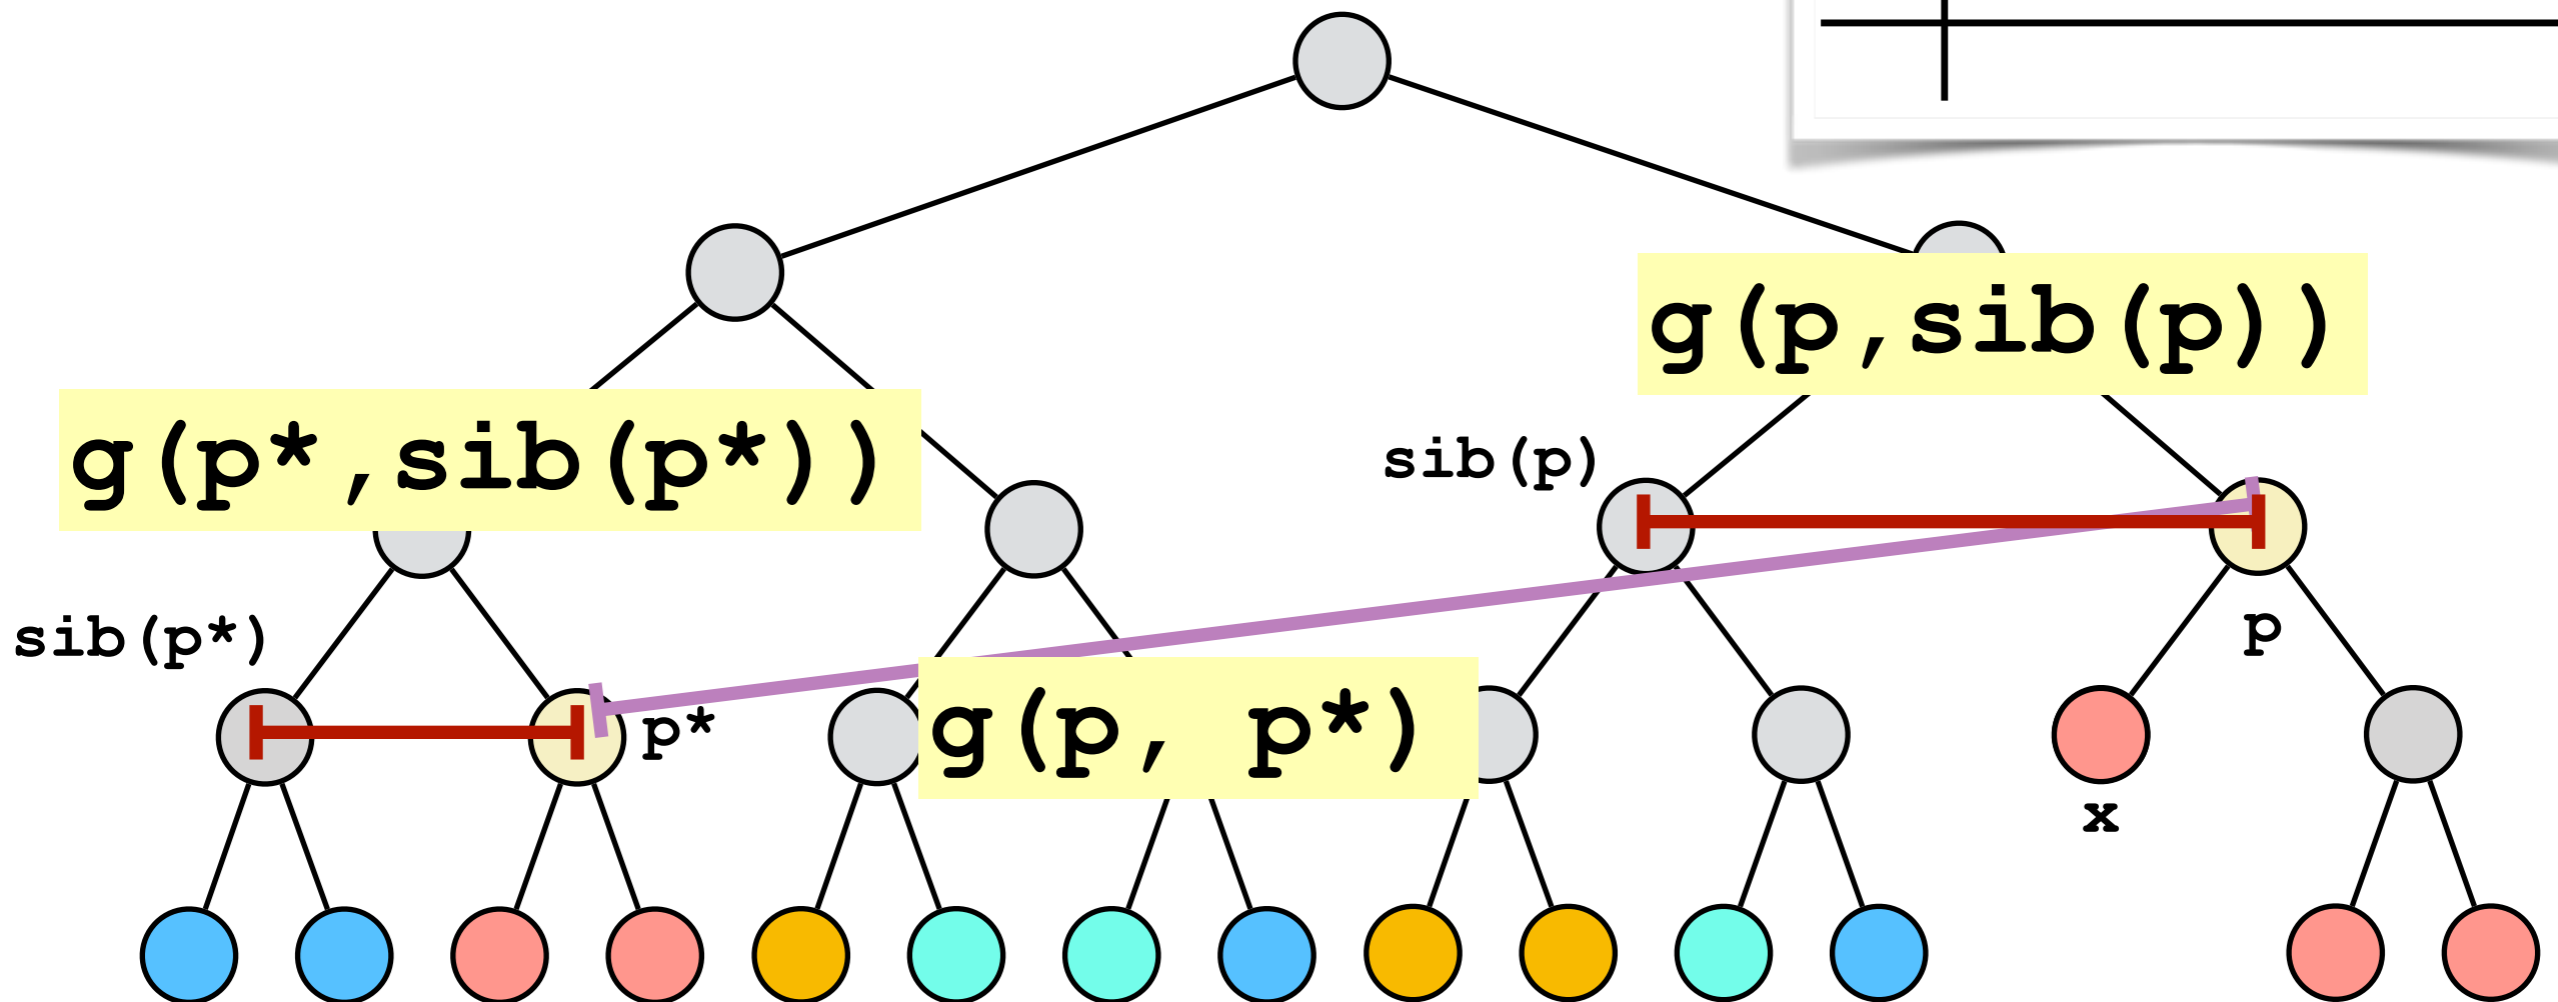 g(p,sib(p))
g(p*,sib(p*))
sib(p)
sib(p*)
p
p*
g(p, p*)
x